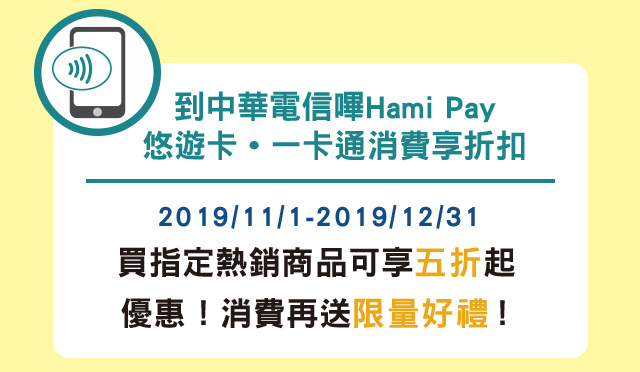 到中華電信嗶Hami Pay
悠遊卡•一卡通消費享折扣
2019/11/1-2019/12/31
買指定熱銷商品可享五折起
優惠！消費再送限量好禮！